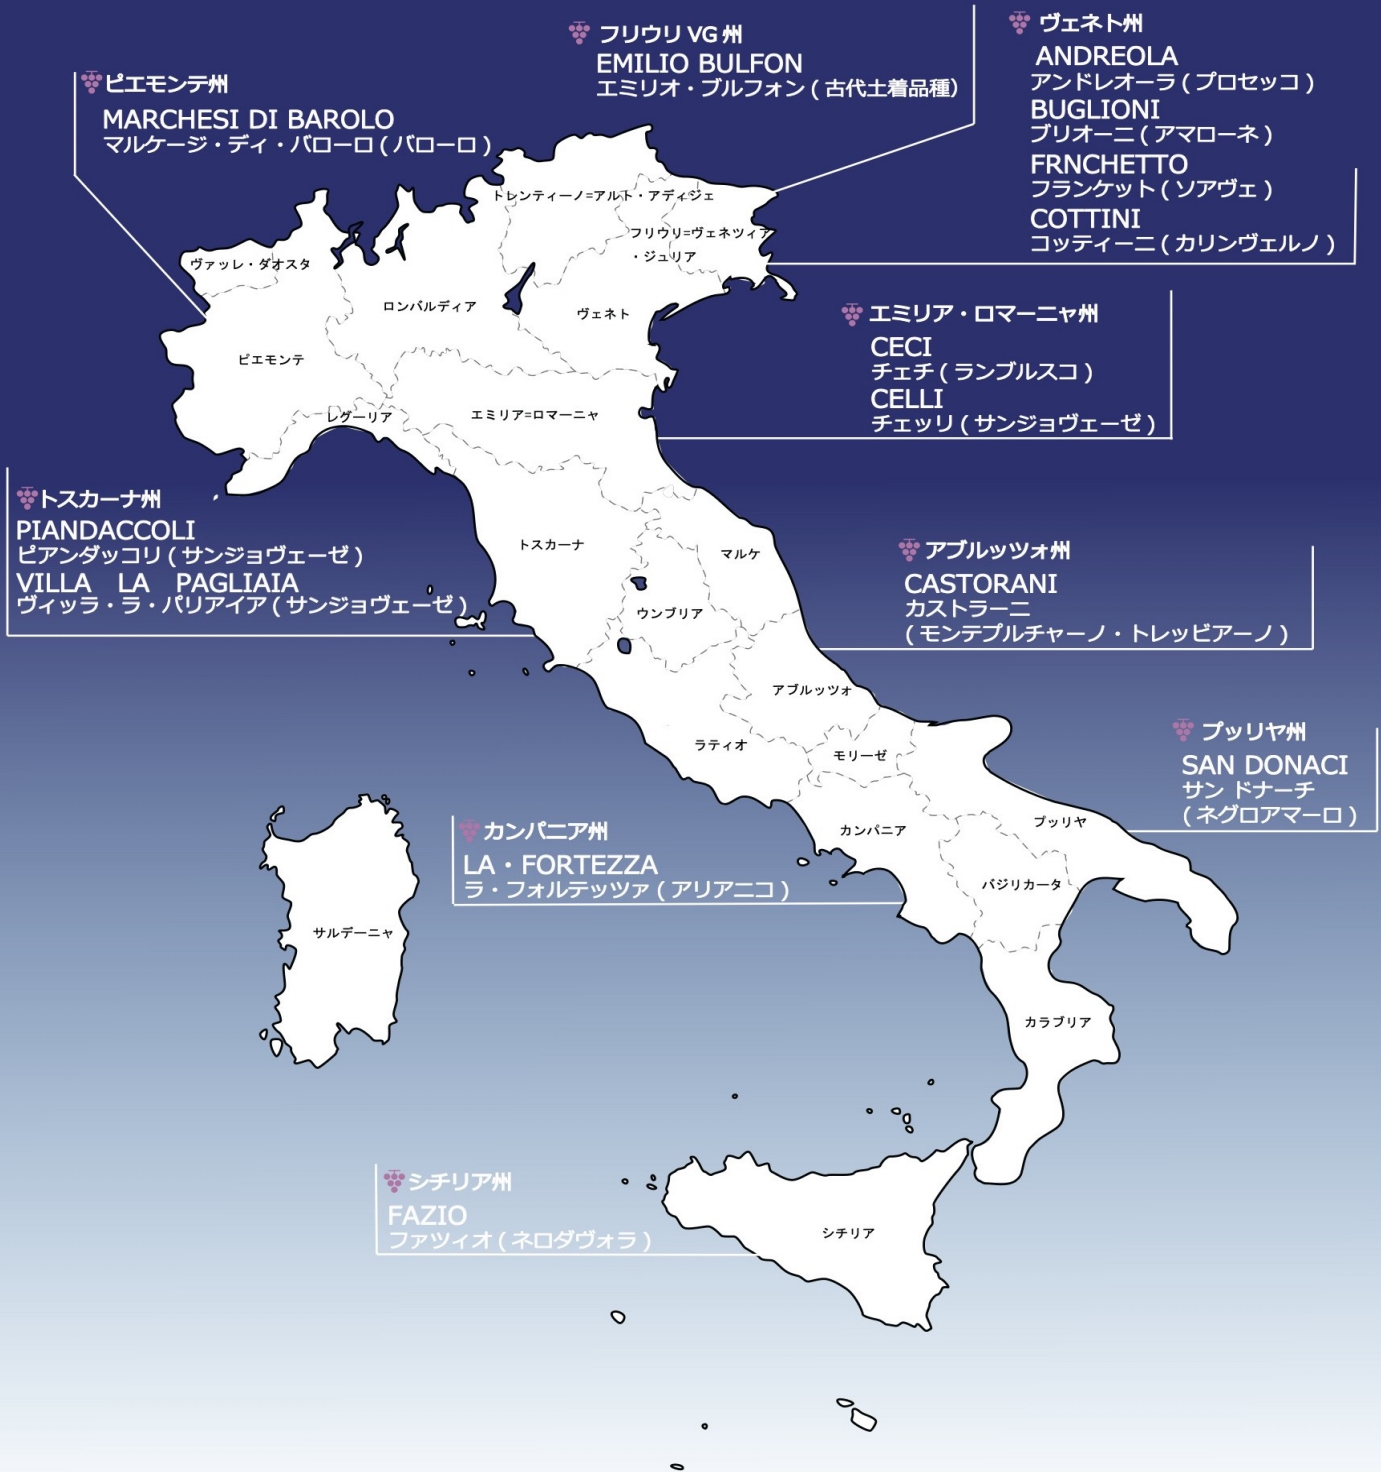 フリウリ VG 州
EMILIO BULFON
エミリオ・ブルフォン ( 古代土着品種)
ヴェネト州
ANDREOLA
アンドレオーラ ( プロセッコ )
BUGLIONI
ブリオーニ ( アマローネ )
FRNCHETTO
フランケット ( ソアヴェ )
COTTINI
コッティーニ ( カリンヴェルノ )
ピエモンテ州
MARCHESI DI BAROLO
マルケージ・ディ・バローロ ( バローロ )
トレンティーノ=アルト・アディジェ
フリウリ=ヴェネツィア
・ジュリア
ヴァッレ・ダオスタ
ロンバルディア
ヴェネト
ピエモンテ
レグーリア
エミリア=ロマーニャ
エミリア・ロマーニャ州
CECI
チェチ ( ランブルスコ )
CELLI
チェッリ ( サンジョヴェーゼ )
トスカーナ州
PIANDACCOLI
ピアンダッコリ ( サンジョヴェーゼ )
VILLA LA PAGLIAIA
ヴィッラ・ラ・パリアイア ( サンジョヴェーゼ )
トスカーナ
マルケ
ウンブリア
アブルッツォ州
CASTORANI
カストラーニ
( モンテプルチャーノ・トレッビアーノ )
アブルッツォ
ラティオ
モリーゼ
プッリヤ州
SAN DONACI
サン ドナーチ
( ネグロアマーロ )
カンパニア
プッリヤ
バジリカータ
カンパニア州
LA・FORTEZZA
ラ・フォルテッツァ ( アリアニコ )
サルデーニャ
カラブリア
シチリア州
FAZIO
ファツィオ ( ネロダヴォラ )
シチリア